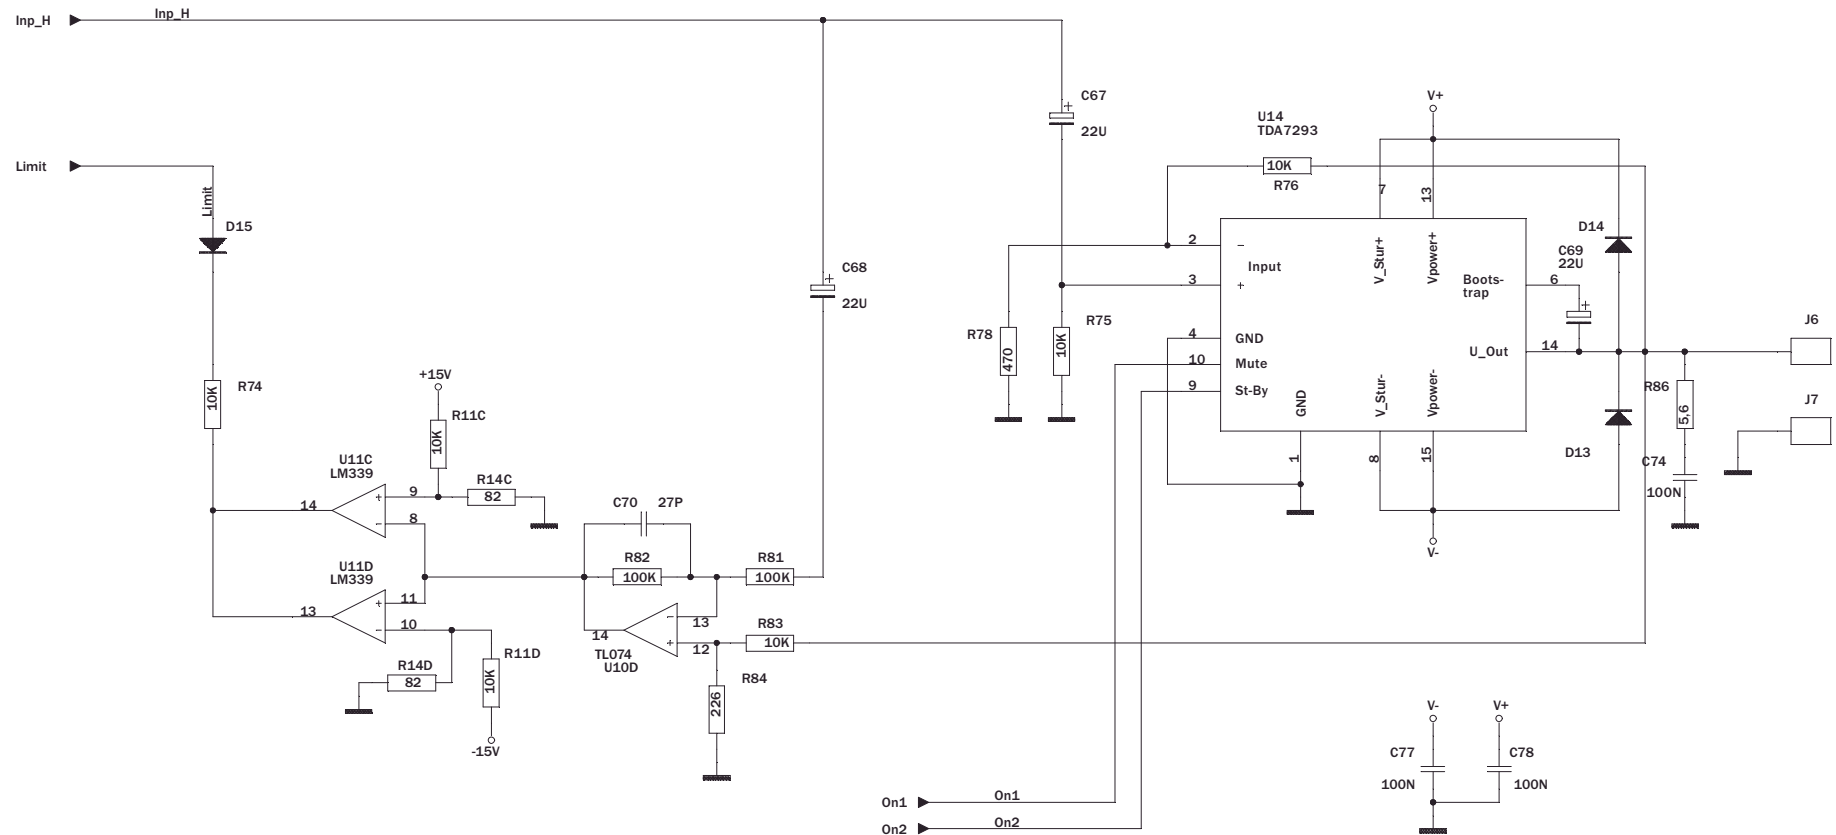 Inp_H
Inp_H
C67
22U
V+
U14
TDA7293
Limit
Limit
10K
R76
7
13
D15
2
−
Input
3
+
V_Stur+
Vpower+
Boots-
trap
6
C69
22U
D14
C68
22U
R78
470
R75
10K
4
GND
10
Mute
9
St-By
U_Out
14
J6
J7
GND
V_Stur-
Vpower-
R86
5,6
D13
C74
100N
1
8
15
V-
R74
10K
+15V
R11C
10K
U11C
LM339
R14C
82
14
+
9
-
8
C70
27P
R82
100K
R81
100K
U11D
LM339
13
+
11
-
10
14
-
13
+
12
TL074
U10D
R83
10K
R14D
82
R11D
10K
R84
226
-15V
V-
V+
C77
100N
C78
100N
On1
On1
On2
On2
+
+
+